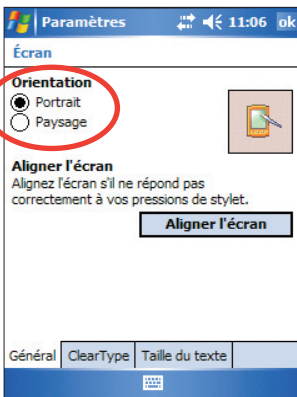 Paramètres 11:06 ok
Écran
Orientation
Portrait
Paysage
Aligner l'écran
Alignez l'écran s'il ne
répond pas
correctement à vos pressions de stylet.
Aligner l'écran
Général ClearType Taille du texte